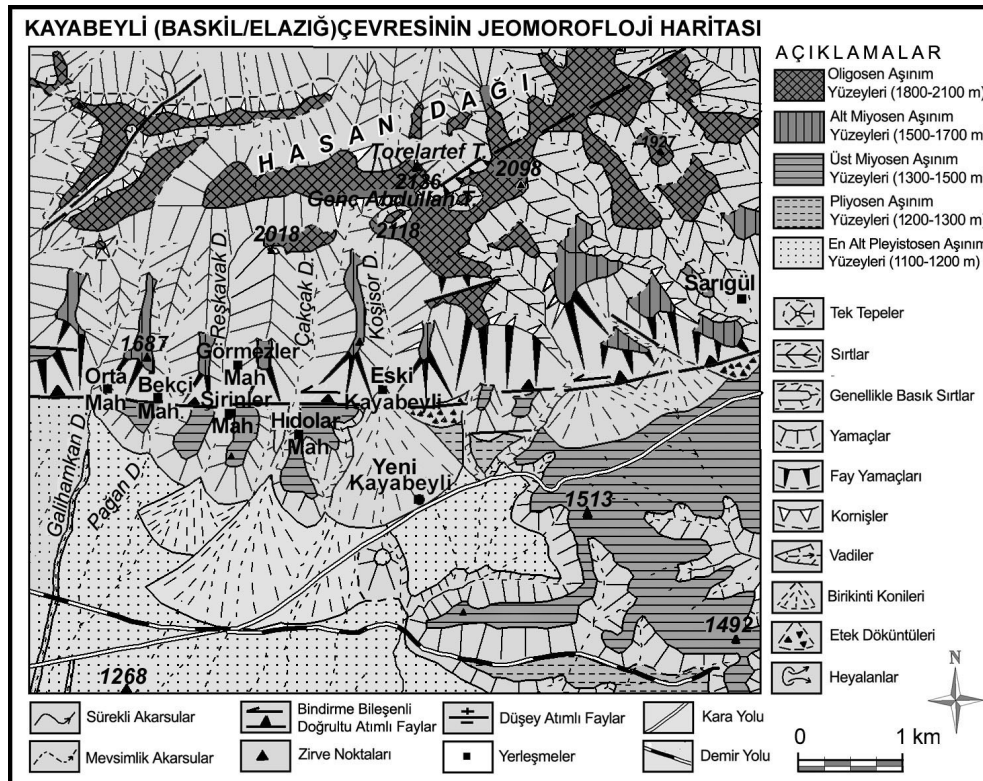 KAYABEYLİ (BASKİL/ELAZIĞ)ÇEVRESİNİN JEOMOROFLOJİ HARİTASI
HASAN DAĞI
Torelartef T.
2136
Genç Abdullah T.
2098
1927
2018
2118
Sarıgül
Reşkavak D.
Çakçak D.
Koşisor D.
1687
Görmezler
Mah
Orta
Mah.
Bekçi
Mah.
Şirinler
Mah.
Hıdolar
Mah
Eski
Kayabeyli
Yeni
Kayabeyli
Galihamkan D.
Pağan D.
1513
1492
1268
AÇIKLAMALAR
Oligosen Aşınım
Yüzeyleri (1800-2100 m)
Alt Miyosen Aşınım
Yüzeyleri (1500-1700 m)
Üst Miyosen Aşınım
Yüzeyleri (1300-1500 m)
Pliyosen Aşınım
Yüzeyleri (1200-1300 m)
En Alt Pleyistosen Aşınım
Yüzeyleri (1100-1200 m)
Tek Tepeler
Sırtlar
Genellikle Basık Sırtlar
Yamaçlar
Fay Yamaçları
Kornişler
Vadiler
Birikinti Konileri
Etek Döküntüleri
Heyalanlar
Sürekli Akarsular
Mevsimlik Akarsular
Bindirme Bileşenli
Doğrultu Atımlı Faylar
Zirve Noktaları
Düşey Atımlı Faylar
Yerleşmeler
Kara Yolu
Demir Yolu
N
0 1 km